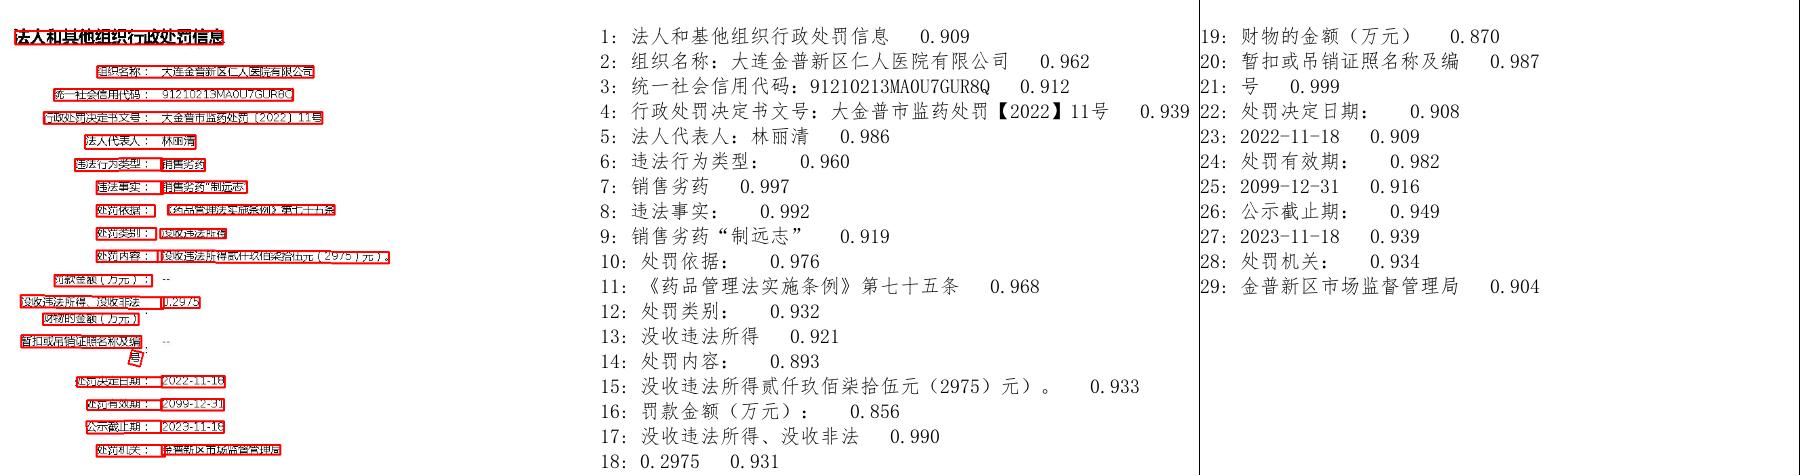 法人和其他组织行政处罚信息
组织名称： 大连金普新区仁人医院有限公司
统一社会信用代码： 91210213MA0U7GUR8Q
行政处罚决定书文号： 大金普市监药处罚〔2022〕11号
法人代表人： 林丽清
违法行为类型： 销售劣药
违法事实： 销售劣药“制远志”
处罚依据： 《药品管理法实施条例》第七十五条
处罚类别： 没收违法所得
处罚内容： 没收违法所得贰仟玖佰柒拾伍元（2975）元）。
罚款金额（万元）： --
没收违法所得、没收非法 0.2975
财物的金额（万元） :
暂扣或吊销证照名称及编 --
号 :
处罚决定日期： 2022-11-18
处罚有效期： 2099-12-31
公示截止期： 2023-11-18
处罚机关： 金普新区市场监督管理局
1: 法人和基他组织行政处罚信息 0.909
2: 组织名称：大连金普新区仁人医院有限公司 0.962
3: 统一社会信用代码：91210213MA0U7GUR8Q 0.912
4: 行政处罚决定书文号：大金普市监药处罚【2022】11号 0.939
5: 法人代表人：林丽清 0.986
6: 违法行为类型： 0.960
7: 销售劣药 0.997
8: 违法事实： 0.992
9: 销售劣药“制远志” 0.919
10: 处罚依据： 0.976
11: 《药品管理法实施条例》第七十五条 0.968
12: 处罚类别： 0.932
13: 没收违法所得 0.921
14: 处罚内容： 0.893
15: 没收违法所得贰仟玖佰柒拾伍元（2975）元）。 0.933
16: 罚款金额（万元）： 0.856
17: 没收违法所得、没收非法 0.990
18: 0.2975 0.931
19: 财物的金额（万元） 0.870
20: 暂扣或吊销证照名称及编 0.987
21: 号 0.999
22: 处罚决定日期： 0.908
23: 2022-11-18 0.909
24: 处罚有效期： 0.982
25: 2099-12-31 0.916
26: 公示截止期： 0.949
27: 2023-11-18 0.939
28: 处罚机关： 0.934
29: 金普新区市场监督管理局 0.904